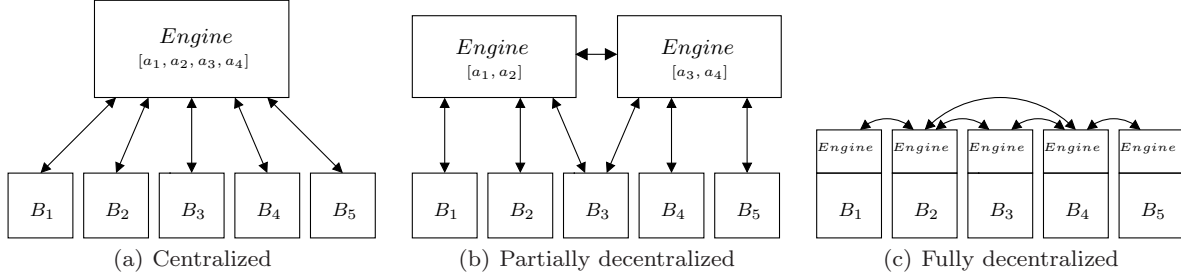 Engine
[a₁, a₂, a₃, a₄]
B₁ B₂ B₃ B₄ B₅
(a) Centralized
Engine
[a₁, a₂]
Engine
[a₃, a₄]
B₁ B₂ B₃ B₄ B₅
(b) Partially decentralized
Engine Engine Engine Engine Engine
B₁ B₂ B₃ B₄ B₅
(c) Fully decentralized